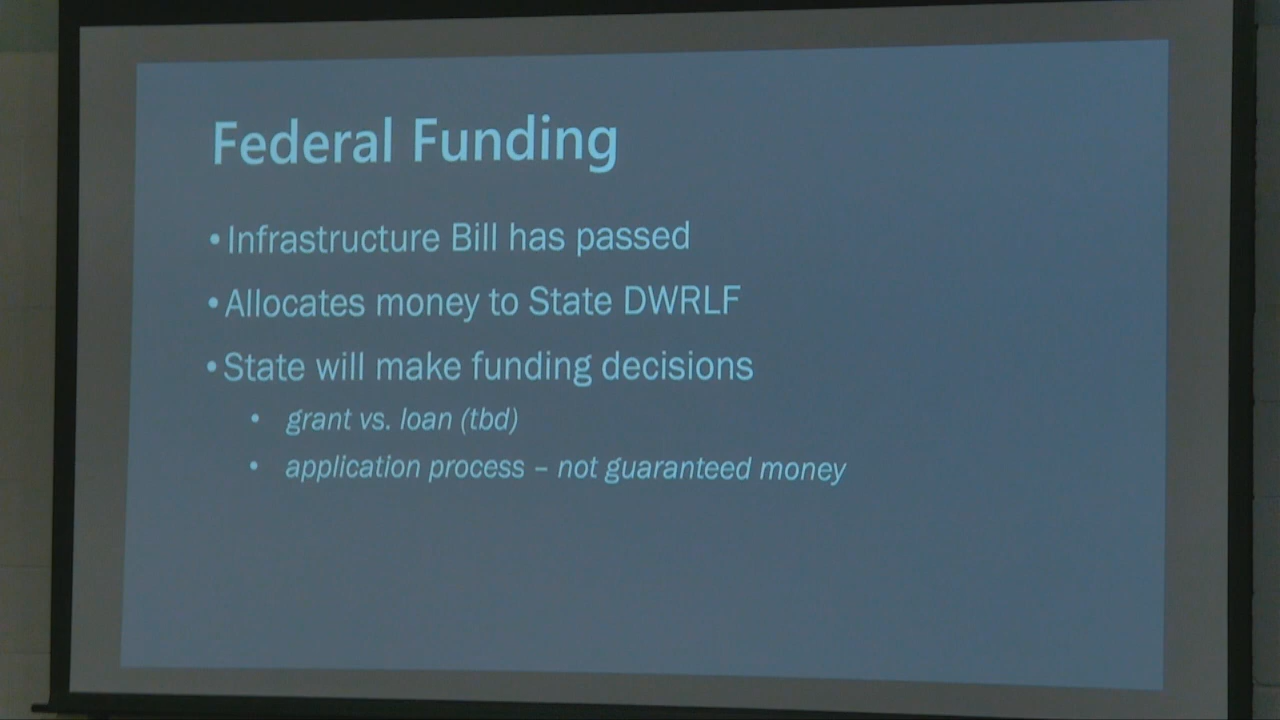 Federal Funding
• Infrastructure Bill has passed
• Allocates money to State DWRLF
• State will make funding decisions
• grant vs. loan (tbd)
• application process – not guaranteed money